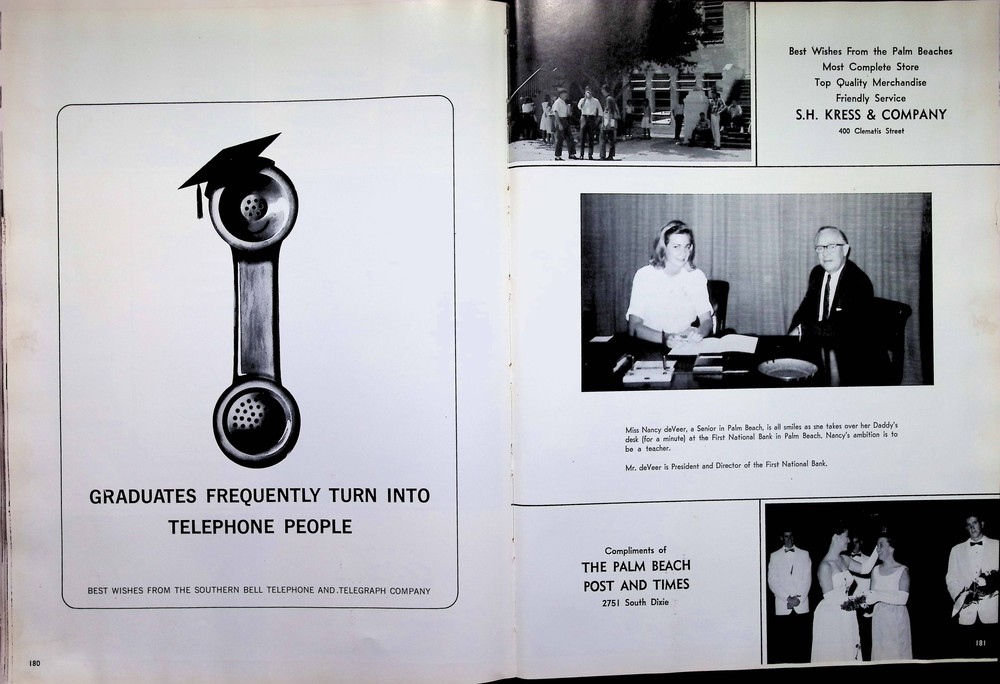 GRADUATES FREQUENTLY TURN INTO
TELEPHONE PEOPLE
BEST WISHES FROM THE SOUTHERN BELL TELEPHONE AND.TELEGRAPH COMPANY
180
Best Wishes From the Palm Beaches
Most Complete Store
Top Quality Merchandise
Friendly Service
S.H. KRESS & COMPANY
400 Clematis Street
Miss Nancy deVeer, a Senior in Palm Beach, is all smiles as sne takes over her Daddy's
desk (for a minute) at the First National Bank in Palm Beach. Nancy's ambition is to
be a teacher.
Mr. deVeer is President and Director of the First National Bank.
Compliments of
THE PALM BEACH
POST AND TIMES
2751 South Dixie
181